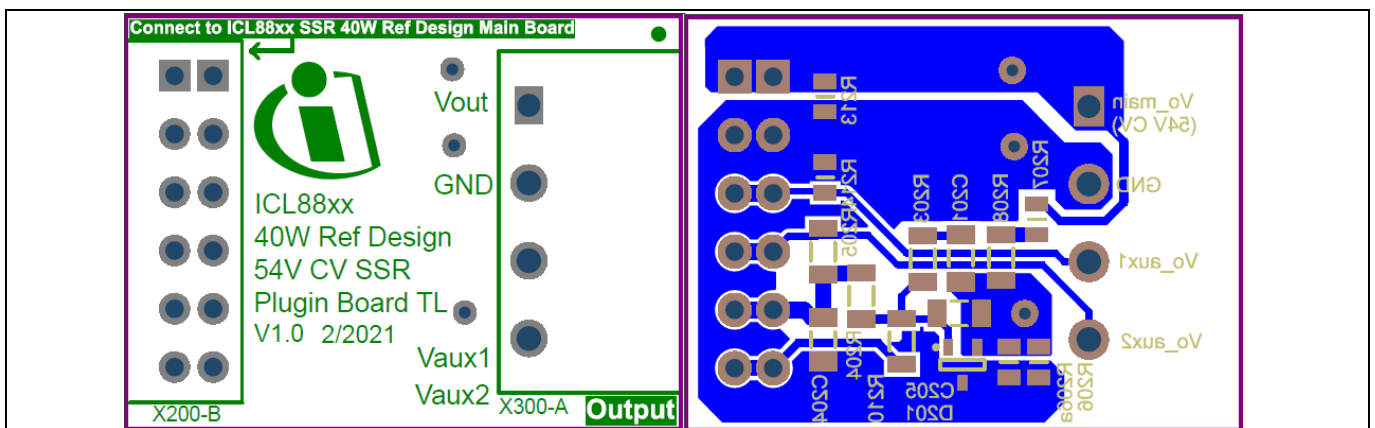 Connect to ICL88xx SSR 40W Ref Design Main Board
Vout
GND
ICL88xx
40W Ref Design
54V CV SSR
Plugin Board TL
V1.0 2/2021
Vaux1
Vaux2
X200-B
X300-A
Output
R213
Vo_main
(54V CV)
R207
GND
R203
C201
R208
R205
Vo_aux1
Vo_aux2
R204
C204
R210
C205
D201
R206a
R206